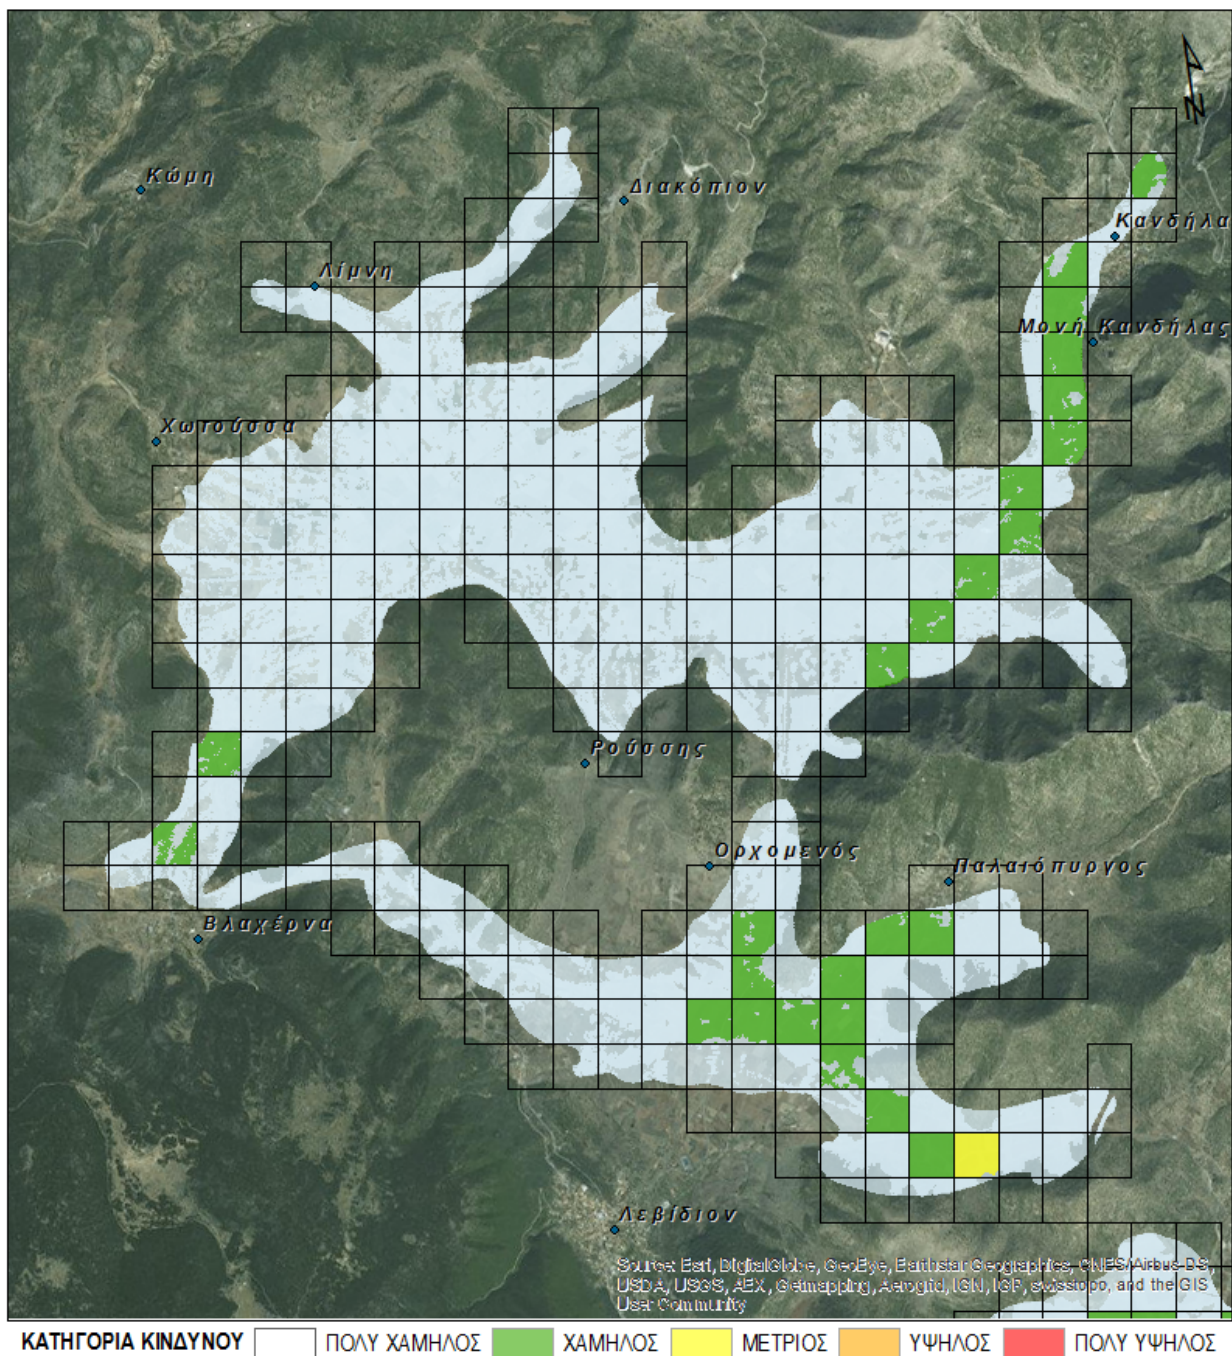 N
Κώμη
Διακόπιον
Κανδήλα
Λίμνη
Μονή Κανδήλας
Χωτούσσα
Ρούσσης
Ορχομενός
Παλαιόπυργος
Βλαχέρνα
Λεβίδιον
Source: Esri, DigitalGlobe, GeoEye, Earthstar Geographics, CNES/Airbus DS,
USDA, USGS, AEX, Getmapping, Aerogrid, IGN, IGP, swisstopo, and the GIS
User Community
ΚΑΤΗΓΟΡΙΑ ΚΙΝΔΥΝΟΥ ΠΟΛΥ ΧΑΜΗΛΟΣ ΧΑΜΗΛΟΣ ΜΕΤΡΙΟΣ ΥΨΗΛΟΣ ΠΟΛΥ ΥΨΗΛΟΣ